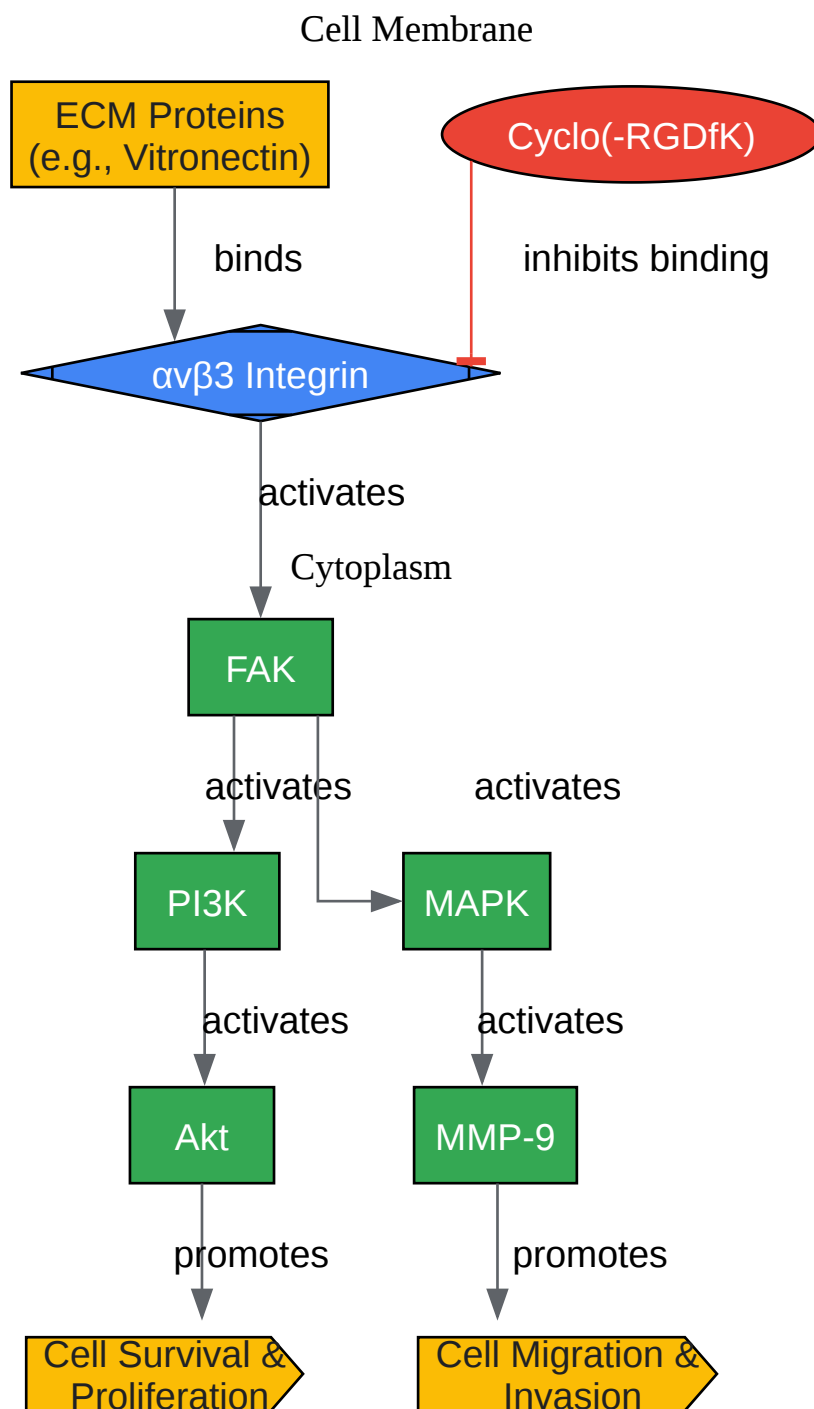 Cell Membrane
ECM Proteins
(e.g., Vitronectin)
Cyclo(-RGDfK)
binds
inhibits binding
αvβ3 Integrin
activates
Cytoplasm
FAK
activates
activates
PI3K
MAPK
activates
activates
Akt
MMP-9
promotes
promotes
Cell Survival &
Proliferation
Cell Migration &
Invasion